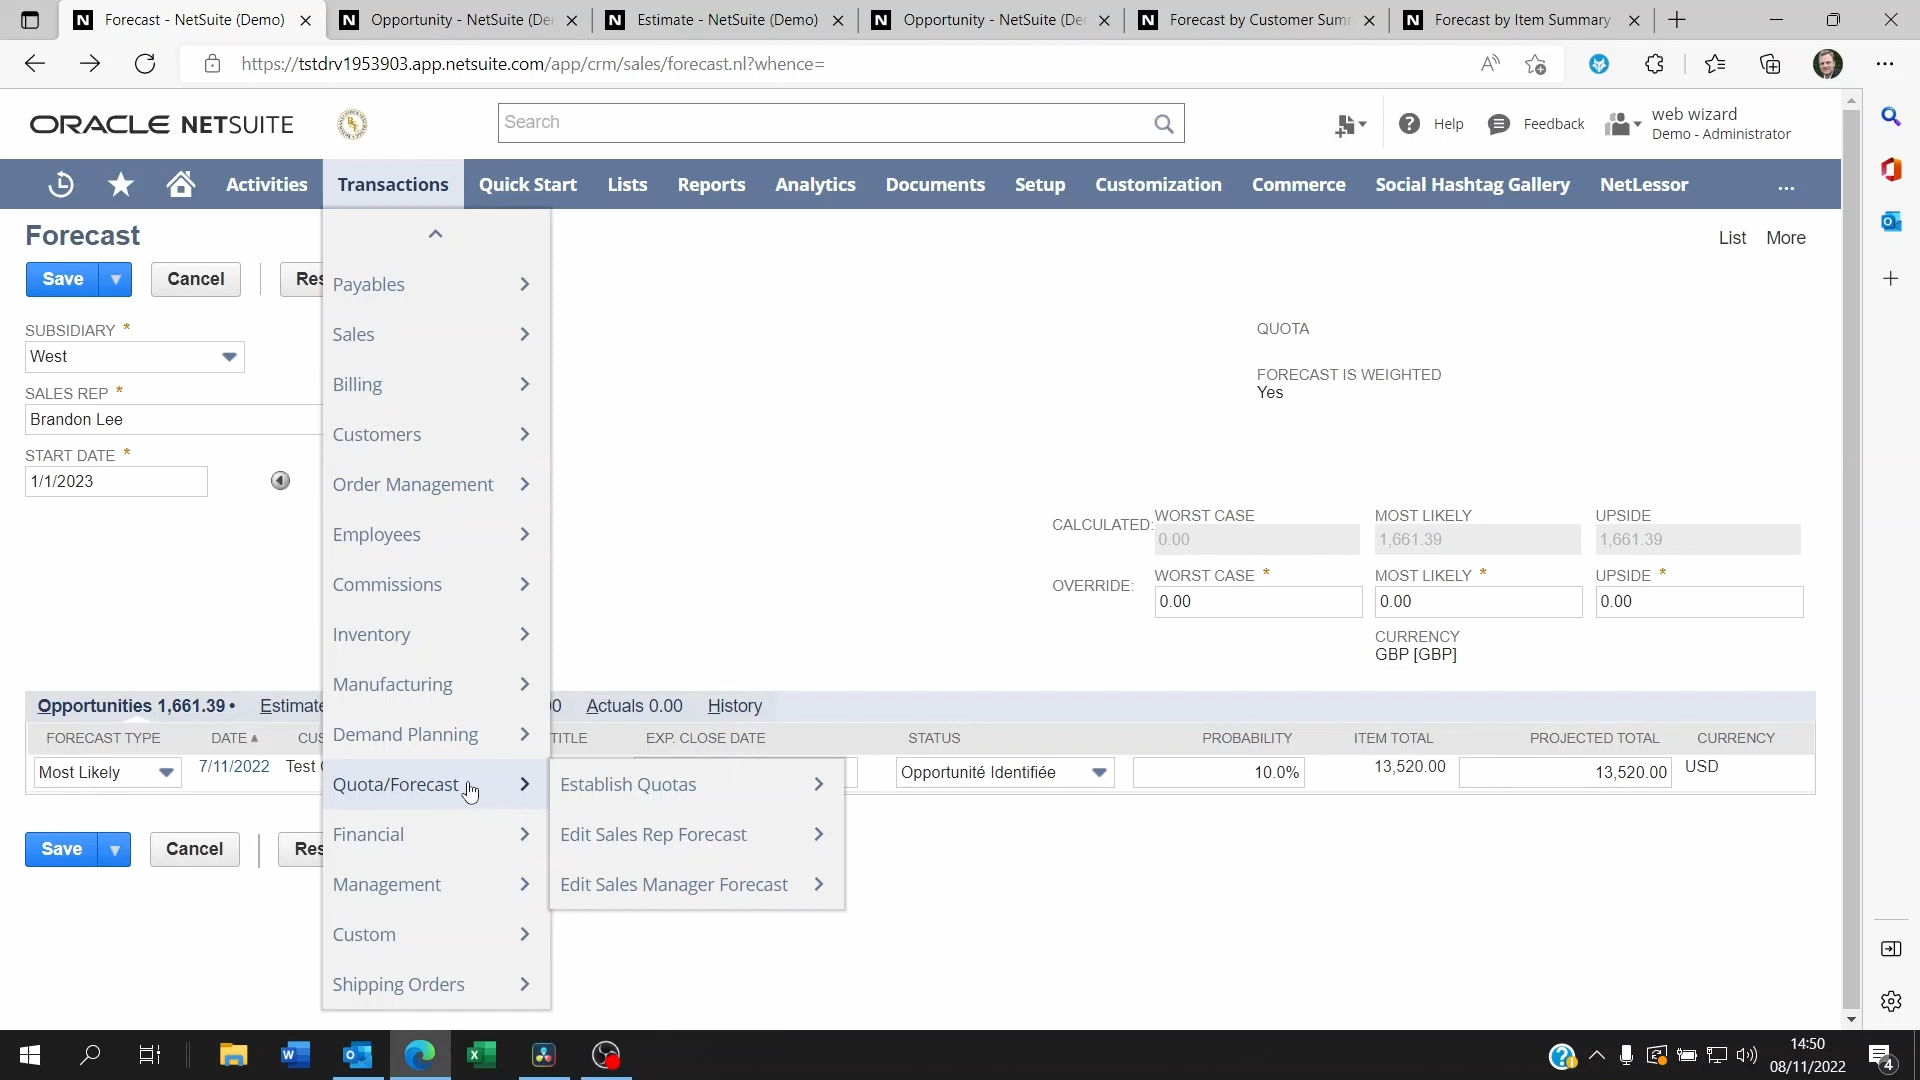 Forecast - NetSuite (Demo)
Opportunity - NetSuite (De
Estimate - NetSuite (Demo)
Opportunity - NetSuite (De
Forecast by Customer Sum
Forecast by Item Summary
https://tstdrv1953903.app.netsuite.com/app/crm/sales/forecast.nl?whence=
ORACLE NETSUITE
Search
Help
Feedback
web wizard
Demo - Administrator
Activities
Transactions
Quick Start
Lists
Reports
Analytics
Documents
Setup
Customization
Commerce
Social Hashtag Gallery
NetLessor
Forecast
List
More
Save
Cancel
Res
SUBSIDIARY *
West
SALES REP *
Brandon Lee
START DATE *
1/1/2023
Payables
Sales
Billing
Customers
Order Management
Employees
Commissions
Inventory
Manufacturing
Demand Planning
Quota/Forecast
Financial
Management
Custom
Shipping Orders
Establish Quotas
Edit Sales Rep Forecast
Edit Sales Manager Forecast
QUOTA
FORECAST IS WEIGHTED
Yes
CALCULATED:
WORST CASE
0.00
MOST LIKELY
1,661.39
UPSIDE
1,661.39
OVERRIDE:
WORST CASE *
0.00
MOST LIKELY *
0.00
UPSIDE *
0.00
CURRENCY
GBP [GBP]
Opportunities 1,661.39 •
Estimate
00
Actuals 0.00
History
FORECAST TYPE
DATE
CUS
TITLE
EXP. CLOSE DATE
STATUS
PROBABILITY
ITEM TOTAL
PROJECTED TOTAL
CURRENCY
Most Likely
7/11/2022
Test
Opportunité Identifiée
10.0%
13,520.00
13,520.00
USD
Save
Cancel
Res
14:50
08/11/2022
4